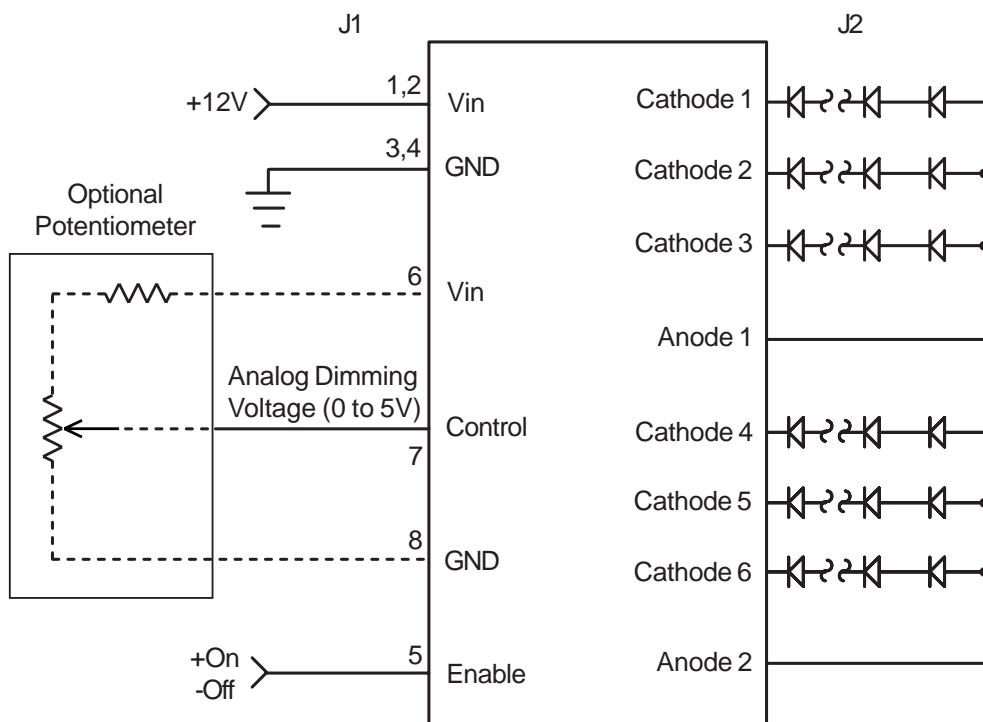 J1
J2
+12V
1,2
Vin
3,4
GND
Optional
Potentiometer
6
Vin
Analog Dimming
Voltage (0 to 5V)
Control
7
8
GND
+On
-Off
5
Enable
Cathode 1
Cathode 2
Cathode 3
Anode 1
Cathode 4
Cathode 5
Cathode 6
Anode 2